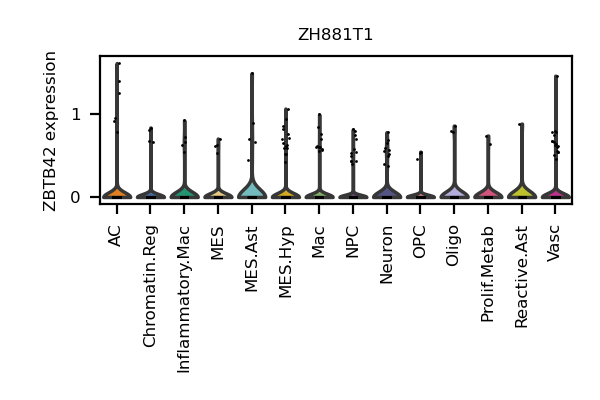 ZH881T1
ZBTB42 expression
1
0
AC
Chromatin.Reg
Inflammatory.Mac
MES
MES.Ast
MES.Hyp
Mac
NPC
Neuron
OPC
Oligo
Prolif.Metab
Reactive.Ast
Vasc